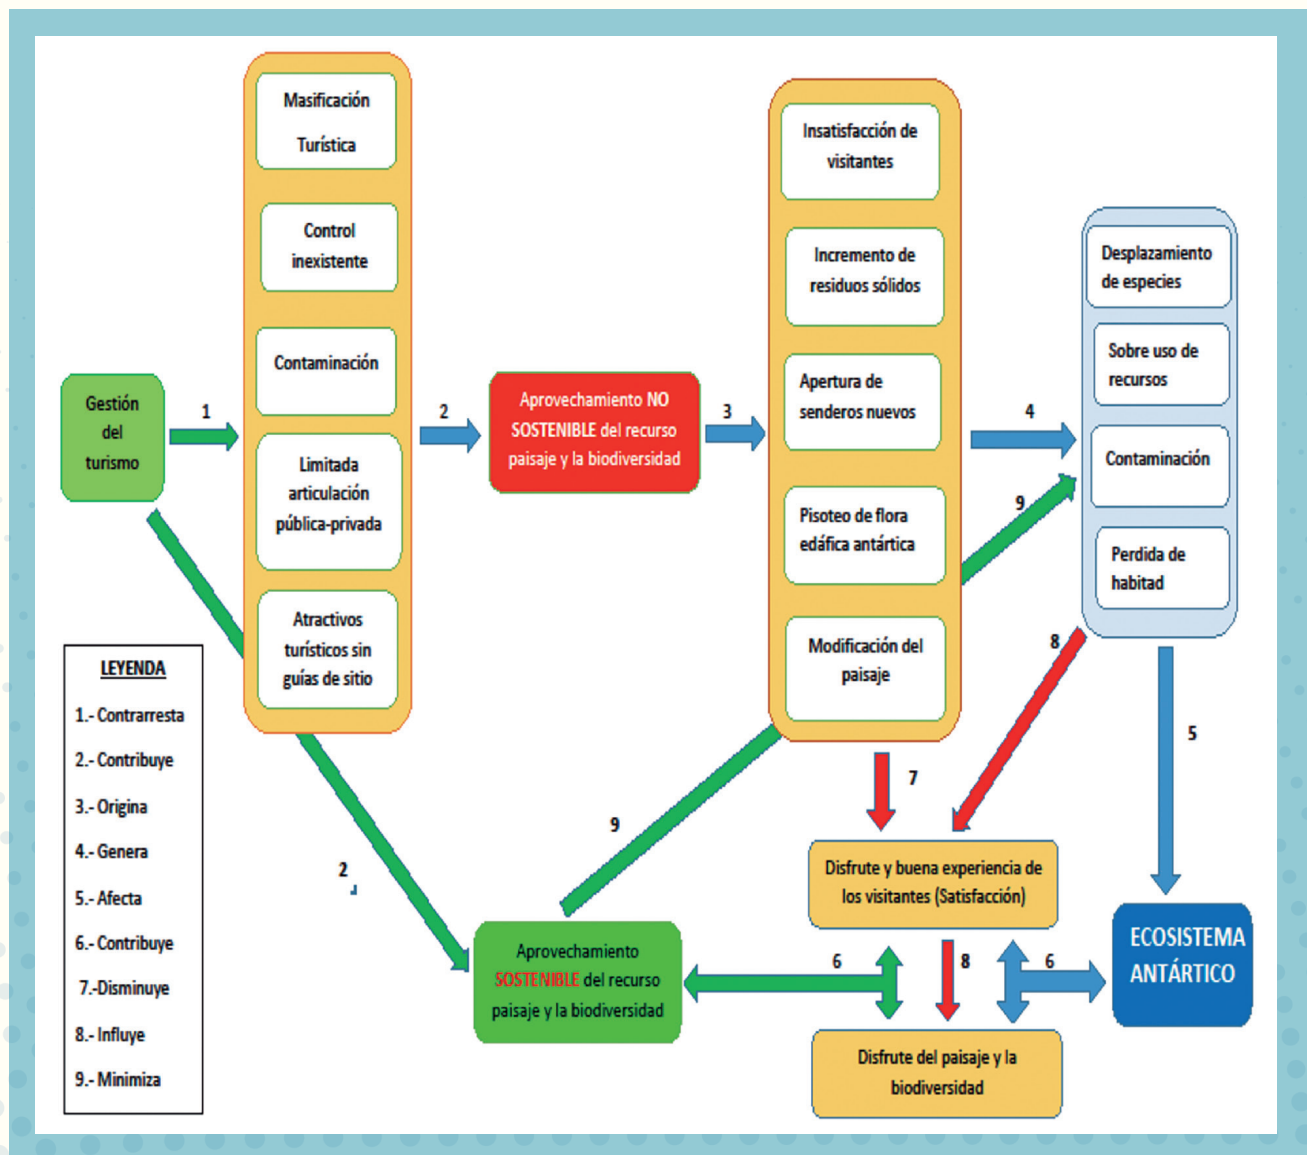 Gestión
del
turismo
1
Masificación
Turística
Control
inexistente
Contaminación
Limitada
articulación
pública-privada
Atractivos
turísticos sin
guías de sitio
2
Aprovechamiento NO
SOSTENIBLE del recurso
paisaje y la biodiversidad
3
Insatisfacción de
visitantes
Incremento de
residuos sólidos
Apertura de
senderos nuevos
Pisoteo de flora
edáfica antártica
Modificación del
paisaje
4
9
Desplazamiento
de especies
Sobre uso de
recursos
Contaminación
Perdida de
habitad
8
5
7
9
2
Disfrute y buena experiencia de
los visitantes (Satisfacción)
Aprovechamiento
SOSTENIBLE del recurso
paisaje y la biodiversidad
6
8
6
ECOSISTEMA
ANTÁRTICO
Disfrute del paisaje y la
biodiversidad
LEYENDA
1.- Contrarresta
2.- Contribuye
3.- Origina
4.- Genera
5.- Afecta
6.- Contribuye
7.-Disminuye
8.- Influye
9.- Minimiza